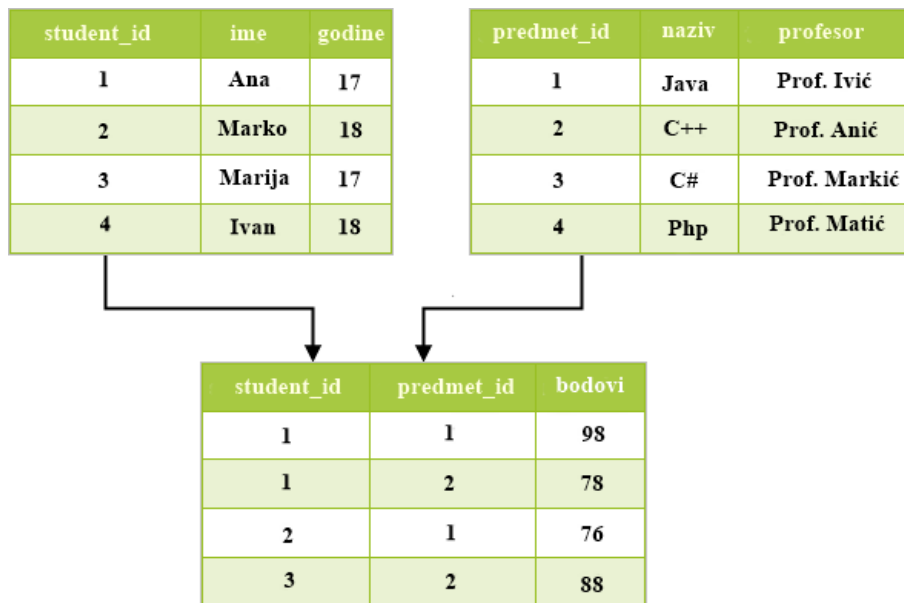 student_id ime godine
1 Ana 17
2 Marko 18
3 Marija 17
4 Ivan 18
predmet_id naziv profesor
1 Java Prof. Ivić
2 C++ Prof. Anić
3 C# Prof. Markić
4 Php Prof. Matić
student_id predmet_id bodovi
1 1 98
1 2 78
2 1 76
3 2 88